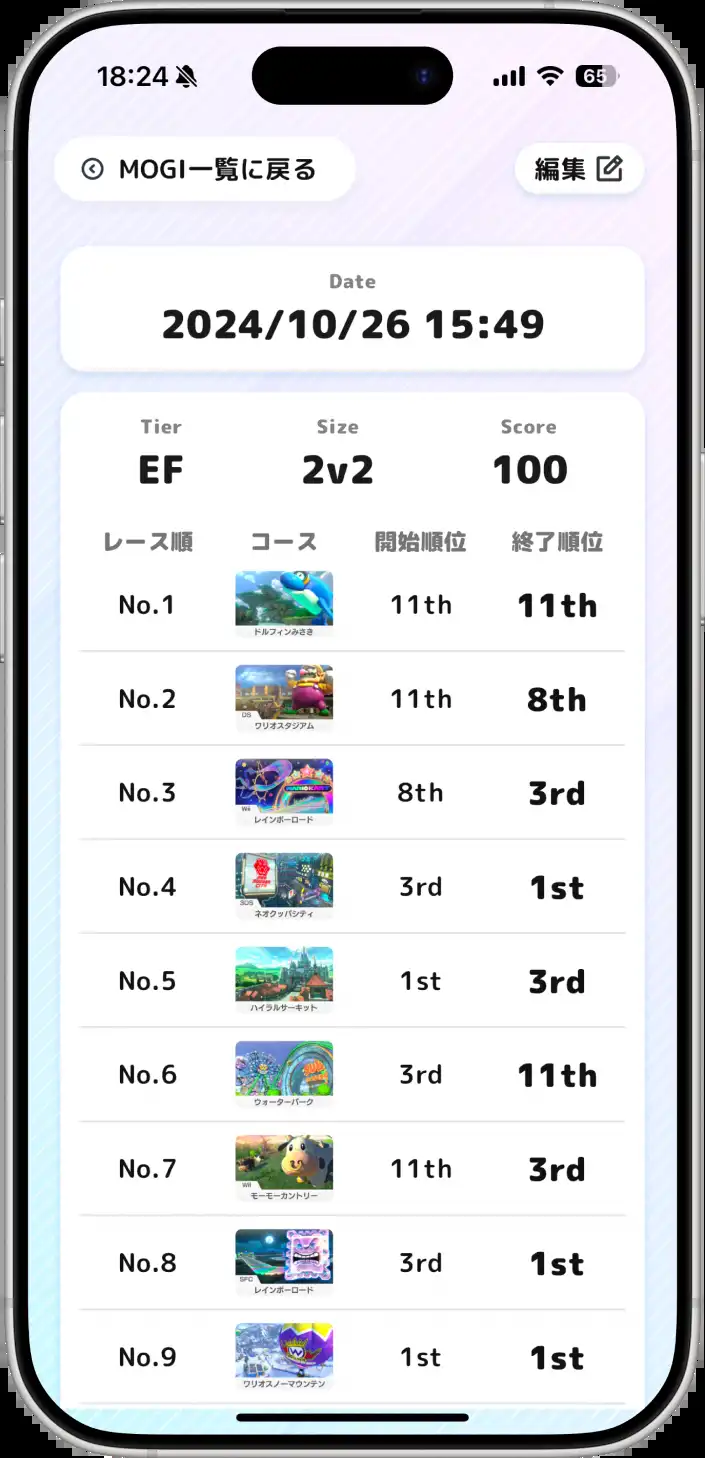 18:24
65
MOGI一覧に戻る
編集
Date
2024/10/26 15:49
Tier Size Score
EF 2v2 100
レース順 コース 開始順位 終了順位
No.1 11th 11th
ドルフィンみさき
No.2 11th 8th
DS
ワリオスタジアム
No.3 8th 3rd
MARIOKART
Wii
レインボーロード
No.4 3rd 1st
3DS
ネオクッパシティ
No.5 1st 3rd
ハイラルサーキット
No.6 3rd 11th
ウォーターパーク
No.7 11th 3rd
Wii
モーモーカントリー
No.8 3rd 1st
SFC
レインボーロード
No.9 1st 1st
ワリオスノーマウンテン